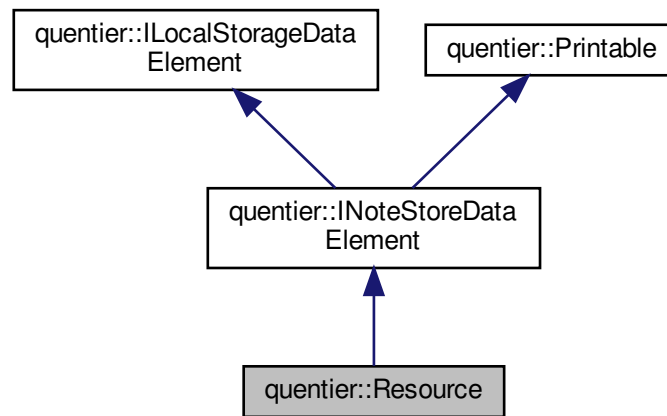 quentier::ILocalStorageData
Element
quentier::Printable
quentier::INoteStoreData
Element
quentier::Resource